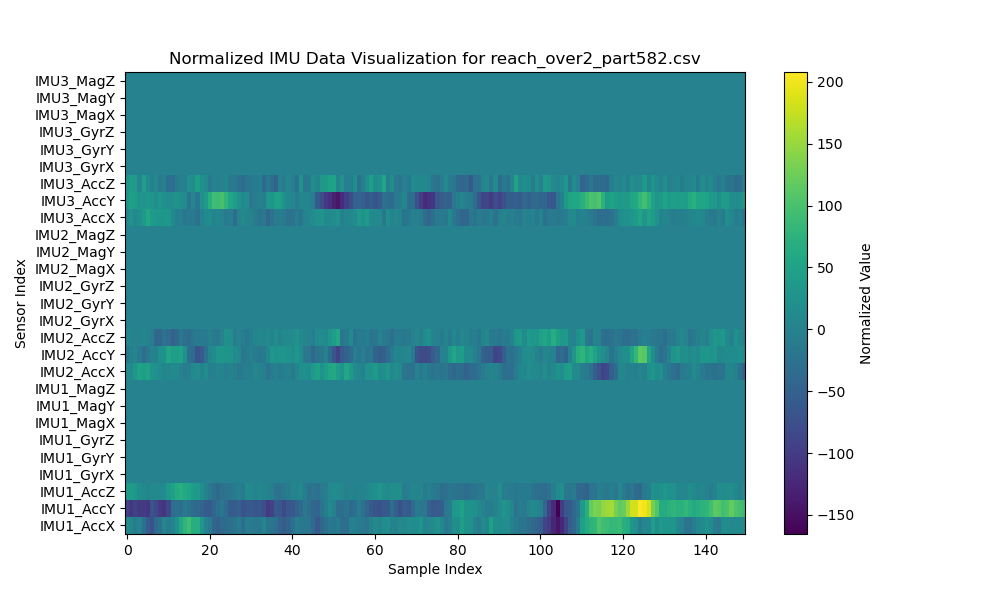 Normalized IMU Data Visualization for reach_over2_part582.csv
IMU3_MagZ
IMU3_MagY
IMU3_MagX
IMU3_GyrZ
IMU3_GyrY
IMU3_GyrX
IMU3_AccZ
IMU3_AccY
IMU3_AccX
IMU2_MagZ
IMU2_MagY
IMU2_MagX
IMU2_GyrZ
IMU2_GyrY
IMU2_GyrX
IMU2_AccZ
IMU2_AccY
IMU2_AccX
IMU1_MagZ
IMU1_MagY
IMU1_MagX
IMU1_GyrZ
IMU1_GyrY
IMU1_GyrX
IMU1_AccZ
IMU1_AccY
IMU1_AccX
Sensor Index
0 20 40 60 80 100 120 140
Sample Index
200
150
100
50
0
−50
−100
−150
Normalized Value